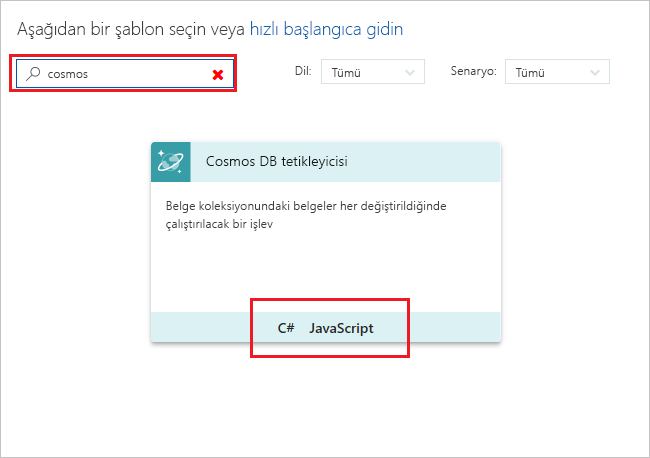 Aşağıdan bir şablon seçin veya hızlı başlangıca gidin
cosmos
Dil: Tümü
Senaryo: Tümü
Cosmos DB tetikleyicisi
Belge koleksiyonundaki belgeler her değiştirildiğinde
çalıştırılacak bir işlev
C# JavaScript